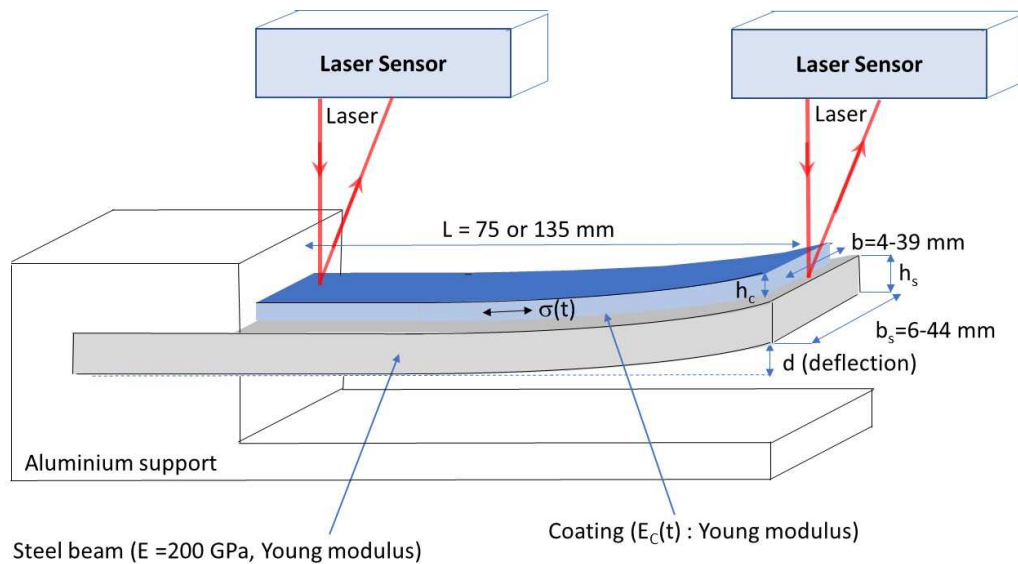 Laser Sensor
Laser Sensor
Laser
Laser
L = 75 or 135 mm
b=4-39 mm
h_s
h_c
σ(t)
b_s=6-44 mm
d (deflection)
Aluminium support
Coating (E_C(t) : Young modulus)
Steel beam (E =200 GPa, Young modulus)